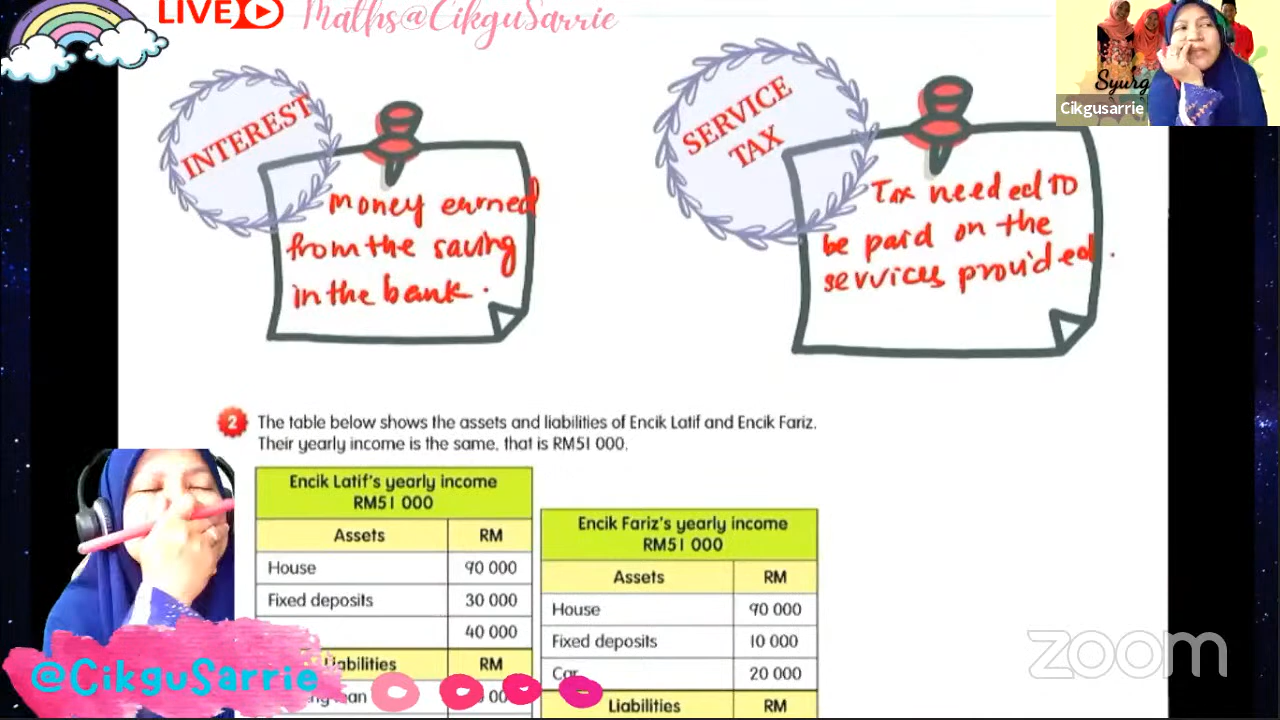 LIVE
Maths@CikguSarrie
INTEREST
Money earned
from the saving
in the bank.
SERVICE
TAX
Tax needed to
be paid on the
services provided.
Syurg
Cikgusarrie
2 The table below shows the assets and liabilities of Encik Latif and Encik Fariz.
Their yearly income is the same, that is RM51 000.
Encik Latif's yearly income
RM51 000
Assets RM
House 90 000
Fixed deposits 30 000
40 000
Liabilities RM
Encik Fariz's yearly income
RM51 000
Assets RM
House 90 000
Fixed deposits 10 000
Car 20 000
Liabilities RM
@CikguSarrie
zoom